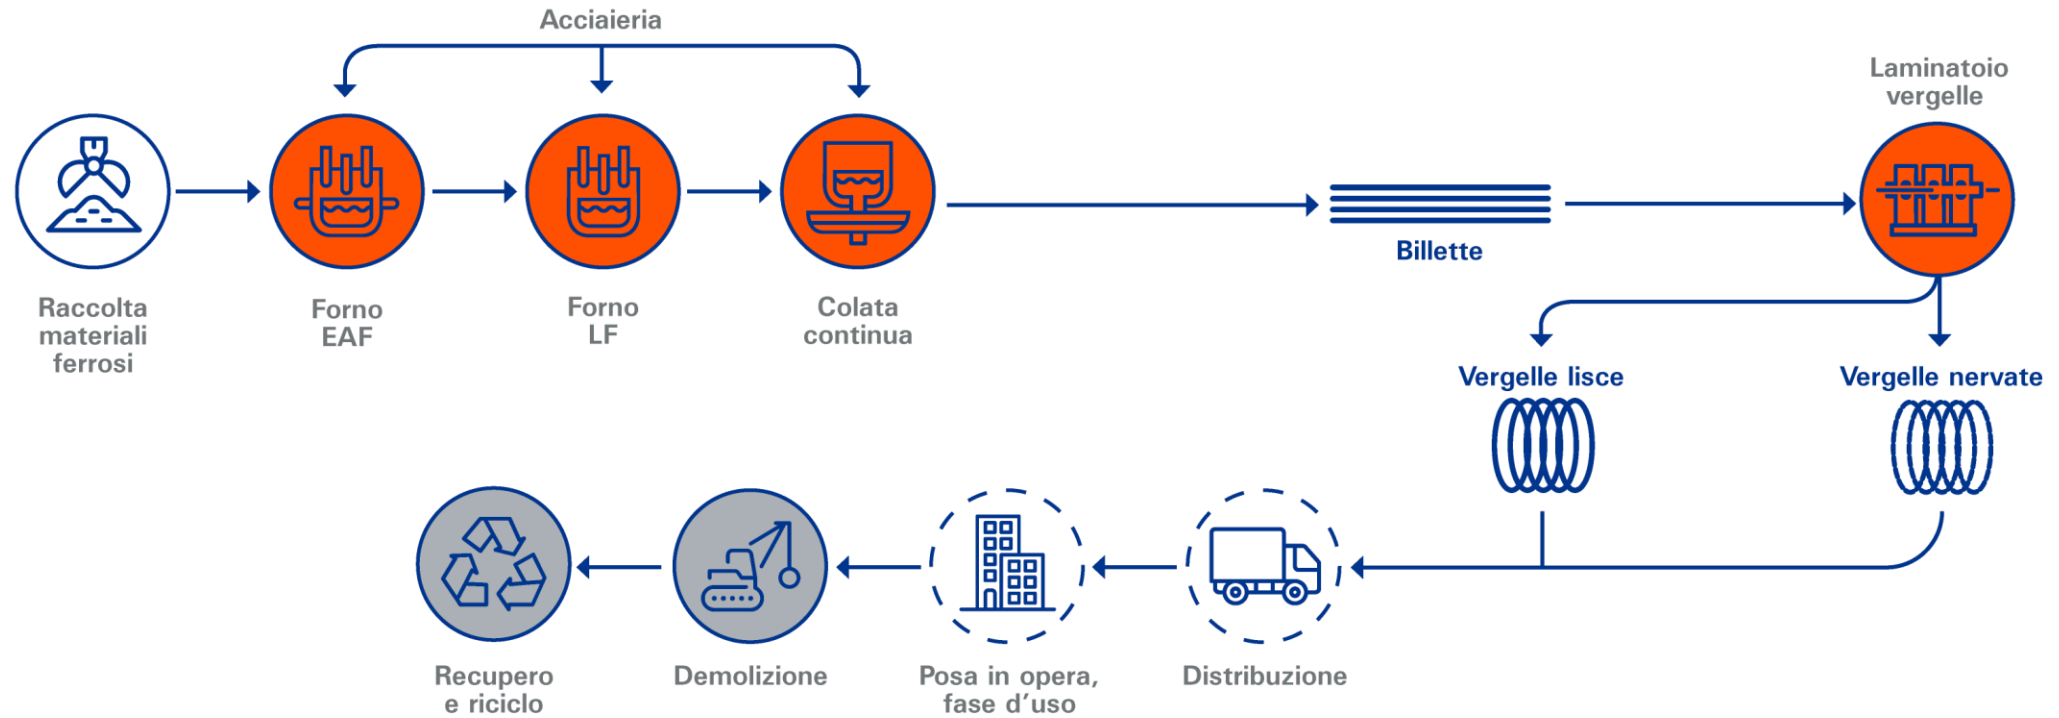 Acciaieria
Laminatoio
vergelle
Raccolta
materiali
ferrosi
Forno
EAF
Forno
LF
Colata
continua
Billette
Vergelle lisce
Vergelle nervate
Recupero
e riciclo
Demolizione
Posa in opera,
fase d’uso
Distribuzione